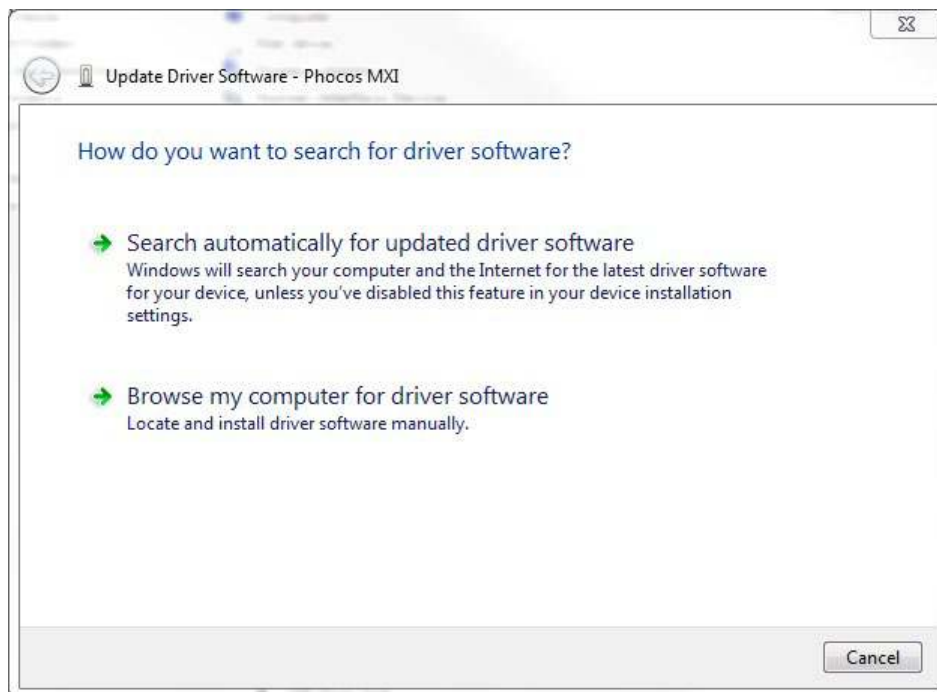 Update Driver Software - Phocos MXI
How do you want to search for driver software?
Search automatically for updated driver software
Windows will search your computer and the Internet for the latest driver software
for your device, unless you've disabled this feature in your device installation
settings.
Browse my computer for driver software
Locate and install driver software manually.
Cancel